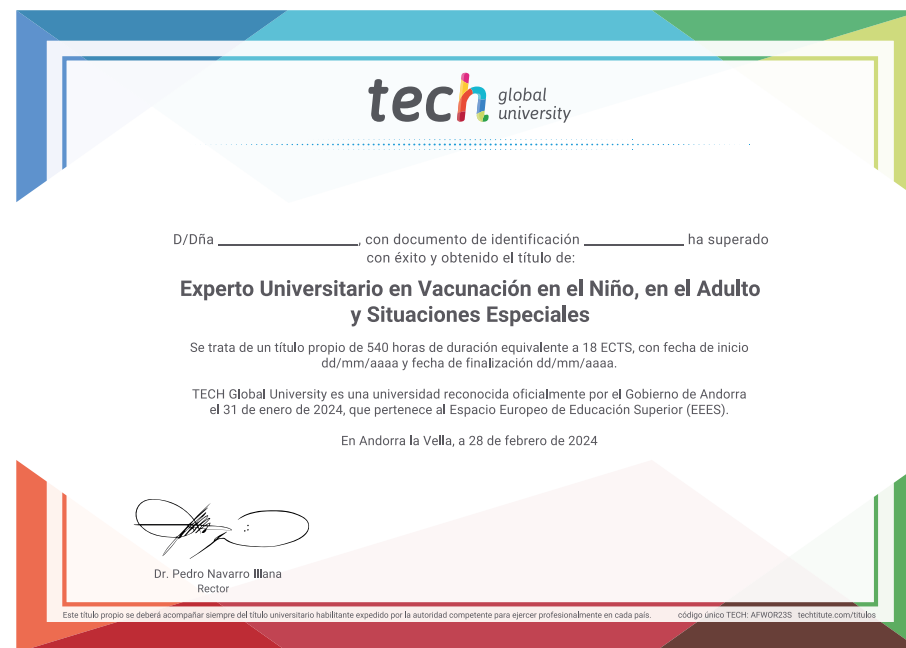 tech global university
D/Dña ______________, con documento de identificación __________ ha superado
con éxito y obtenido el título de:
Experto Universitario en Vacunación en el Niño, en el Adulto
y Situaciones Especiales
Se trata de un título propio de 540 horas de duración equivalente a 18 ECTS, con fecha de inicio
dd/mm/aaaa y fecha de finalización dd/mm/aaaa.
TECH Global University es una universidad reconocida oficialmente por el Gobierno de Andorra
el 31 de enero de 2024, que pertenece al Espacio Europeo de Educación Superior (EEES).
En Andorra la Vella, a 28 de febrero de 2024
Dr. Pedro Navarro Illana
Rector
Este título propio se deberá acompañar siempre del título universitario habilitante expedido por la autoridad competente para ejercer profesionalmente en cada país. código único TECH: AFWOR23S techtitute.com/titulos